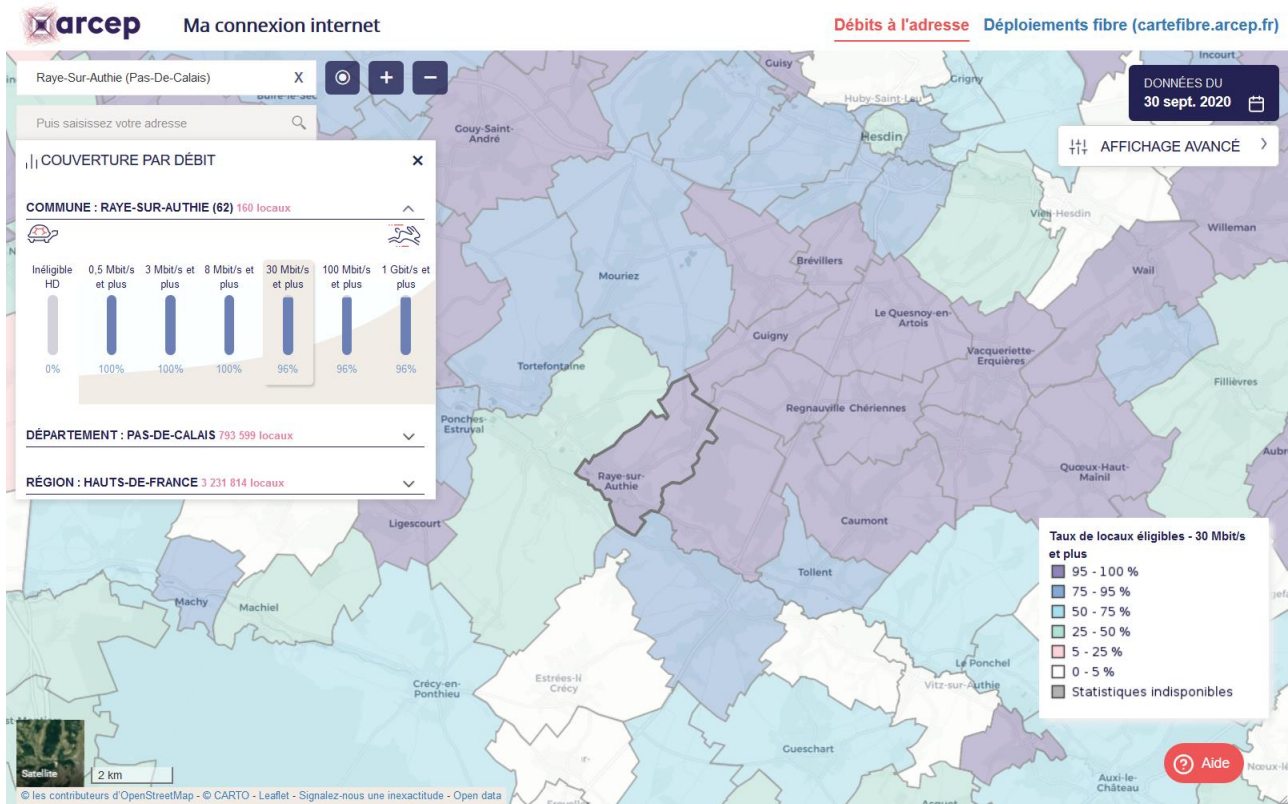 arcep
Ma connexion internet
Débits à l'adresse
Déploiements fibre (cartefibre.arcep.fr)
Raye-Sur-Authie (Pas-De-Calais)
X
+
−
Puis saisissez votre adresse
DONNÉES DU
30 sept. 2020
AFFICHAGE AVANCÉ
COUVERTURE PAR DÉBIT
COMMUNE : RAYE-SUR-AUTHIE (62) 160 locaux
Inéligible
HD
0%
0,5 Mbit/s
et plus
100%
3 Mbit/s et
plus
100%
8 Mbit/s et
plus
100%
30 Mbit/s
et plus
96%
100 Mbit/s
et plus
96%
1 Gbit/s et
plus
96%
DÉPARTEMENT : PAS-DE-CALAIS 793 599 locaux
RÉGION : HAUTS-DE-FRANCE 3 231 814 locaux
Guisy
Incourt
Grigny
Huby-Saint-Leu
Gouy-Saint-
André
Hesdin
Vieil-Hesdin
Willeman
Brévillers
Wail
Mouriez
Le Quesnoy-en-
Artois
Guigny
Vacqueriette-
Erquières
Tortefontaine
Fillièvres
Regnauville Chériennes
Ponches-
Estruval
Raye-sur-
Authie
Quœux-Haut-
Maînil
Ligescourt
Caumont
Tollent
Machy
Machiel
Le Ponchel
Estrées-lès-
Crécy
Crécy-en-
Ponthieu
Vitz-sur-Authie
Gueschart
Auxi-le-
Château
Taux de locaux éligibles - 30 Mbit/s
et plus
95 - 100 %
75 - 95 %
50 - 75 %
25 - 50 %
5 - 25 %
0 - 5 %
Statistiques indisponibles
Satellite
2 km
Aide
© les contributeurs d'OpenStreetMap - © CARTO - Leaflet - Signalez-nous une inexactitude - Open data